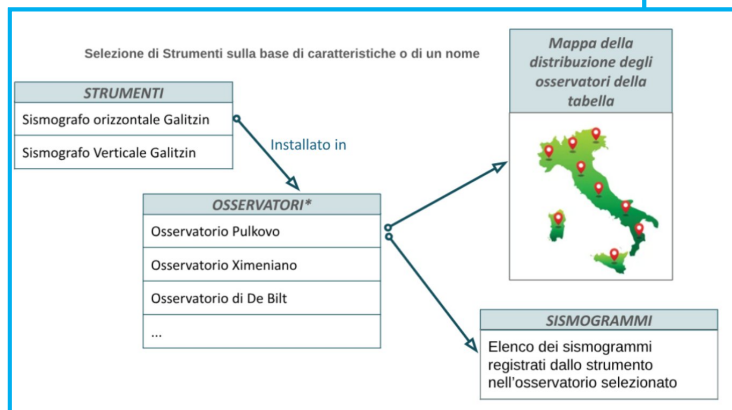 Selezione di Strumenti sulla base di caratteristiche o di un nome
STRUMENTI
Sismografo orizzontale Galitzin
Sismografo Verticale Galitzin
Installato in
OSSERVATORI*
Osservatorio Pulkovo
Osservatorio Ximeniano
Osservatorio di De Bilt
...
Mappa della
distribuzione degli
osservatori della
tabella
SISMOGRAMMI
Elenco dei sismogrammi
registrati dallo strumento
nell'osservatorio selezionato